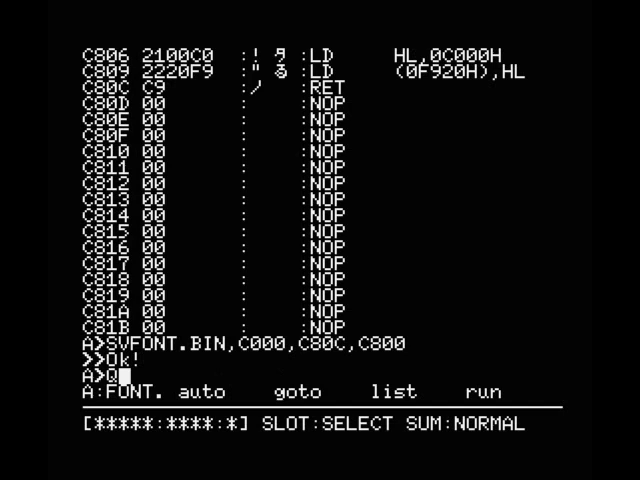 C806 2100C0 :! タ :LD HL,0C000H
C809 2220F9 :" る :LD (0F920H),HL
C80C C9 :ノ :RET
C80D 00 : :NOP
C80E 00 : :NOP
C80F 00 : :NOP
C810 00 : :NOP
C811 00 : :NOP
C812 00 : :NOP
C813 00 : :NOP
C814 00 : :NOP
C815 00 : :NOP
C816 00 : :NOP
C817 00 : :NOP
C818 00 : :NOP
C819 00 : :NOP
C81A 00 : :NOP
C81B 00 : :NOP
A>SVFONT.BIN,C000,C80C,C800
>>Ok!
A>Q
A:FONT. auto goto list run
[*****:****:*] SLOT:SELECT SUM:NORMAL